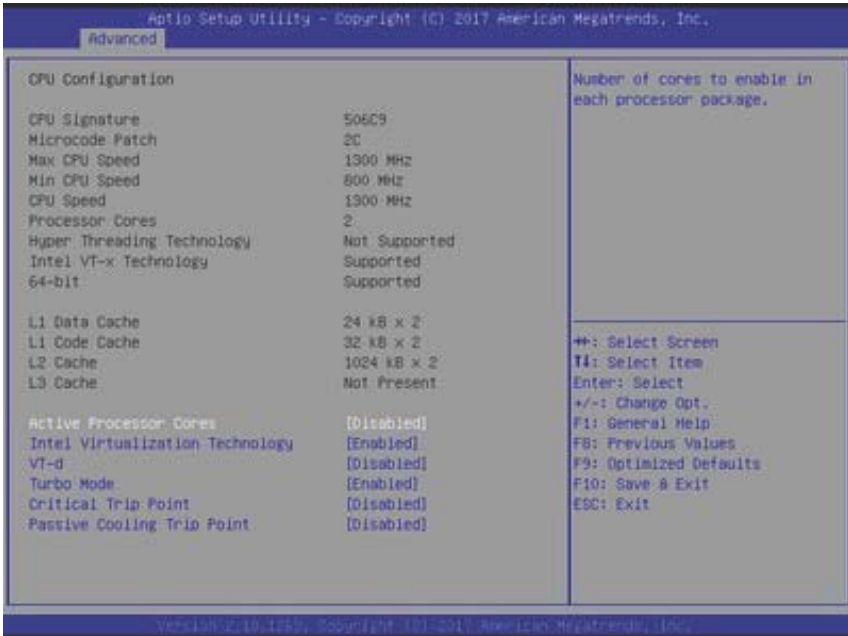 Aptio Setup Utility - Copyright (C) 2017 American Megatrends, Inc.
Advanced
CPU Configuration
CPU Signature 506C9
Microcode Patch 2C
Max CPU Speed 1300 MHz
Min CPU Speed 800 MHz
CPU Speed 1300 MHz
Processor Cores 2
Hyper Threading Technology Not Supported
Intel VT-x Technology Supported
64-bit Supported
L1 Data Cache 24 kB x 2
L1 Code Cache 32 kB x 2
L2 Cache 1024 kB x 2
L3 Cache Not Present
Active Processor Cores [Disabled]
Intel Virtualization Technology [Enabled]
VT-d [Disabled]
Turbo Mode [Enabled]
Critical Trip Point [Disabled]
Passive Cooling Trip Point [Disabled]
Number of cores to enable in
each processor package.
↔: Select Screen
↑↓: Select Item
Enter: Select
+/-: Change Opt.
F1: General Help
F8: Previous Values
F9: Optimized Defaults
F10: Save & Exit
ESC: Exit
Version Copyright (C) 2017 American Megatrends, Inc.